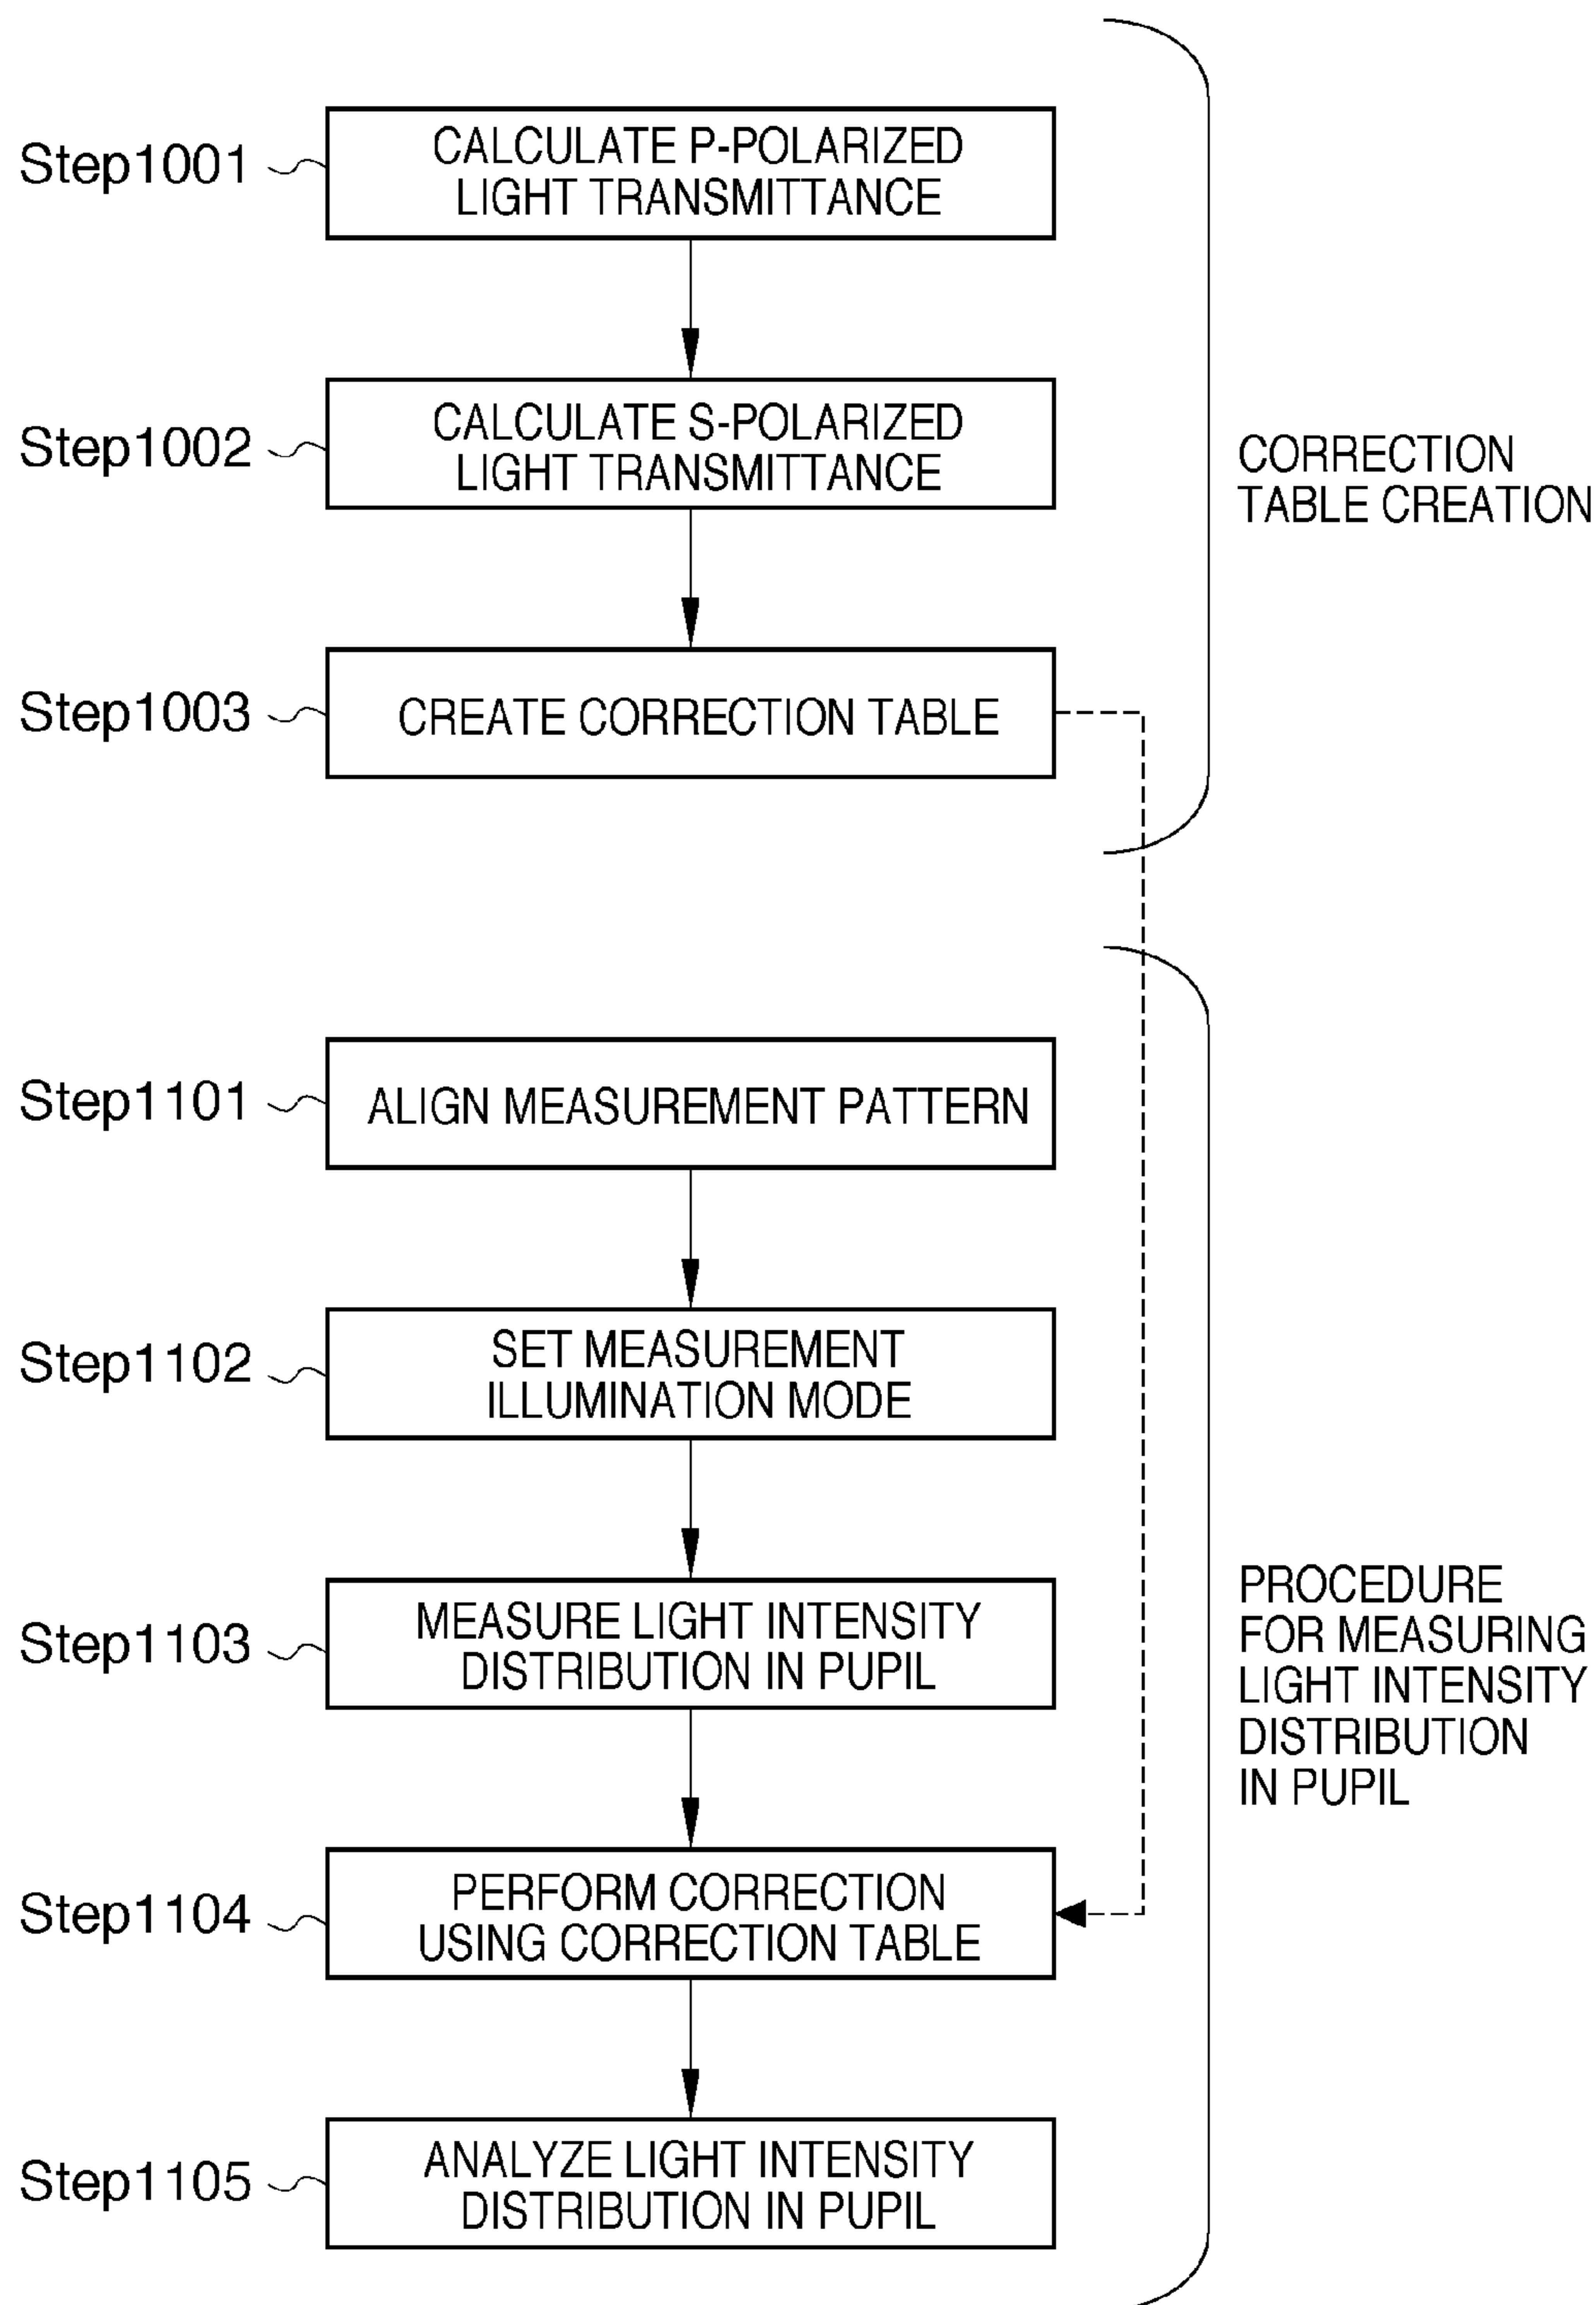 Step1001
CALCULATE P-POLARIZED
LIGHT TRANSMITTANCE
Step1002
CALCULATE S-POLARIZED
LIGHT TRANSMITTANCE
Step1003
CREATE CORRECTION TABLE
CORRECTION
TABLE CREATION
Step1101
ALIGN MEASUREMENT PATTERN
Step1102
SET MEASUREMENT
ILLUMINATION MODE
Step1103
MEASURE LIGHT INTENSITY
DISTRIBUTION IN PUPIL
Step1104
PERFORM CORRECTION
USING CORRECTION TABLE
Step1105
ANALYZE LIGHT INTENSITY
DISTRIBUTION IN PUPIL
PROCEDURE
FOR MEASURING
LIGHT INTENSITY
DISTRIBUTION
IN PUPIL